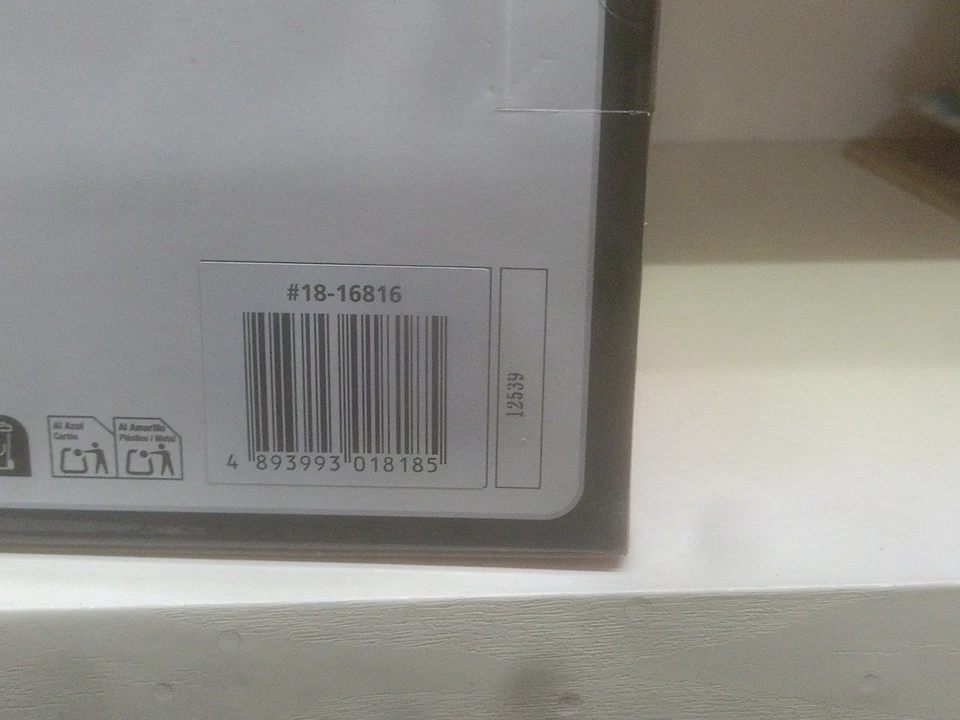 #18-16816
4 893993 018185
12539
Al Azul
Cartón
Al Amarillo
Plástico / Metal